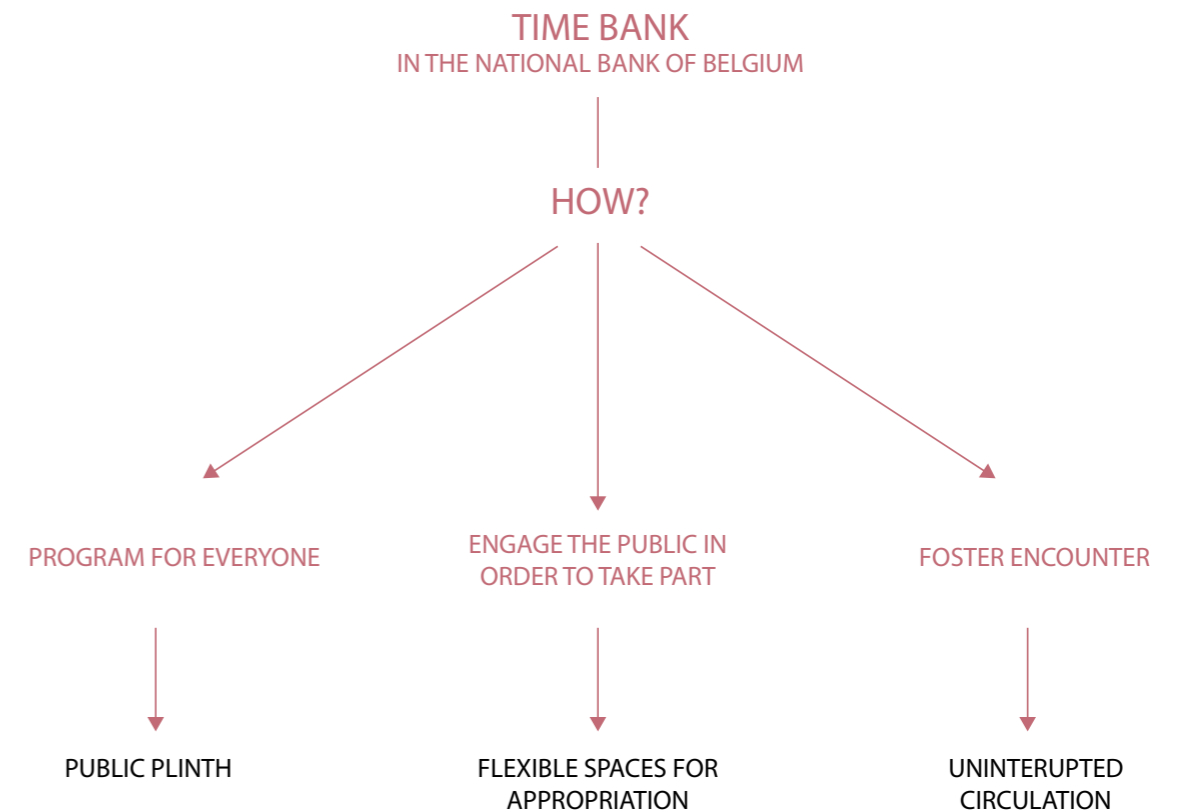 TIME BANK
IN THE NATIONAL BANK OF BELGIUM
HOW?
PROGRAM FOR EVERYONE
ENGAGE THE PUBLIC IN
ORDER TO TAKE PART
FOSTER ENCOUNTER
PUBLIC PLINTH
FLEXIBLE SPACES FOR
APPROPRIATION
UNINTERUPTED
CIRCULATION